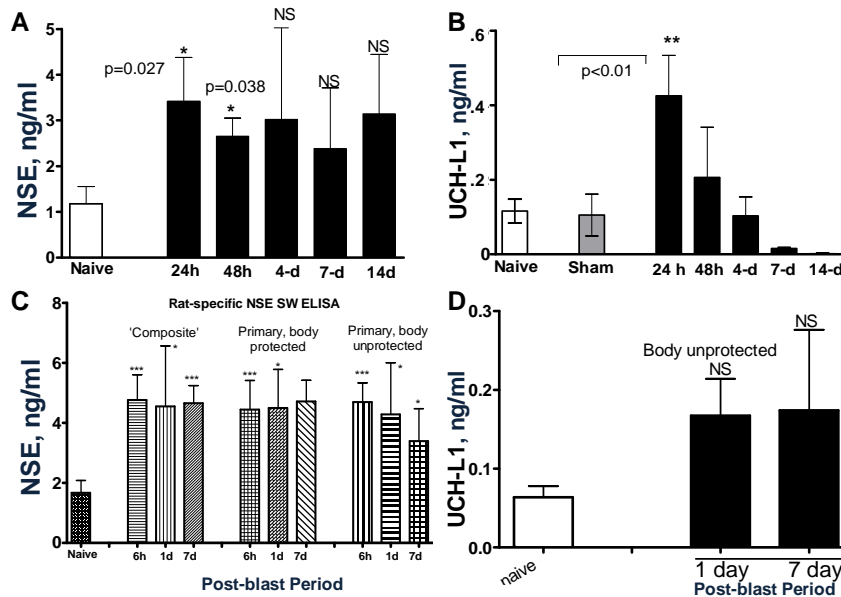 A
NSE, ng/ml
5
4
3
2
1
0
p=0.027
*
p=0.038
*
NS
NS
NS
Naive
24h
48h
4-d
7-d
14d
B
UCH-L1, ng/ml
.6
.4
.2
0
p<0.01
**
Naive
Sham
24 h
48h
4-d
7-d
14-d
C
Rat-specific NSE SW ELISA
NSE, ng/ml
8
6
4
2
0
'Composite'
Primary, body
protected
Primary, body
unprotected
***
*
***
***
*
***
*
*
Naive
6h
1d
7d
6h
1d
7d
6h
1d
7d
Post-blast Period
D
UCH-L1, ng/ml
0.3
0.2
0.1
0.0
Body unprotected
NS
NS
naive
1 day
7 day
Post-blast Period